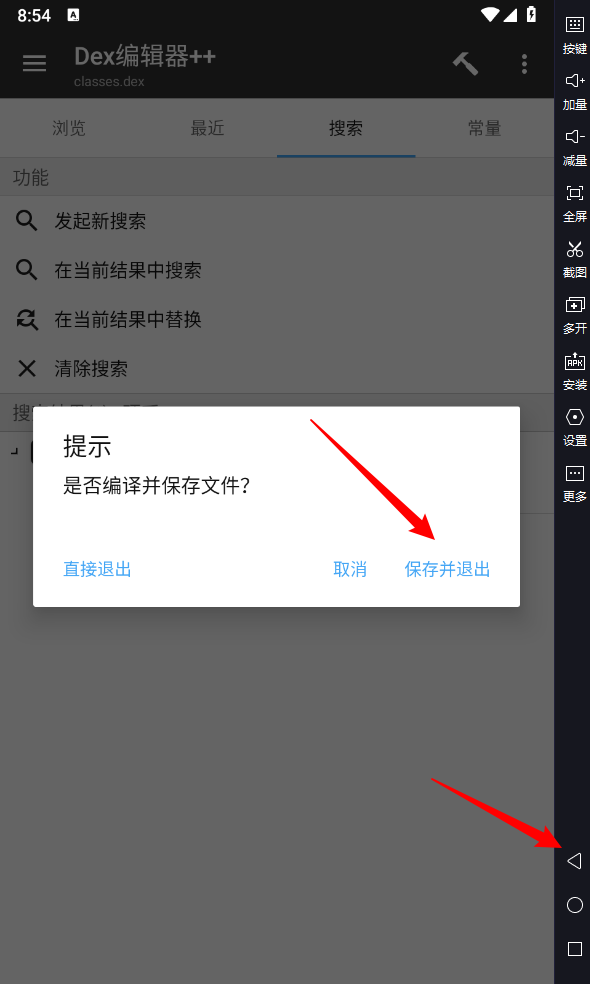 8:54
Dex编辑器++
classes.dex
浏览
最近
搜索
常量
功能
发起新搜索
在当前结果中搜索
在当前结果中替换
清除搜索
提示
是否编译并保存文件?
直接退出
取消
保存并退出
按键
加量
减量
全屏
截图
多开
APK
安装
设置
更多